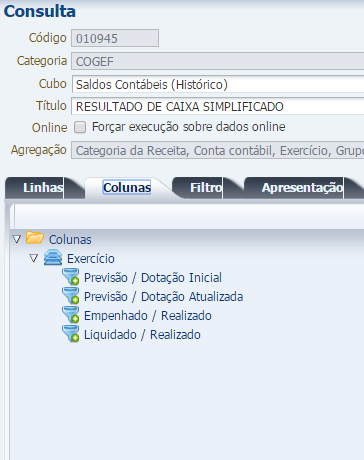 Consulta
Código 010945
Categoria COGEF
Cubo Saldos Contábeis (Histórico)
Título RESULTADO DE CAIXA SIMPLIFICADO
Online Forçar execução sobre dados online
Agregação Categoria da Receita, Conta contábil, Exercício, Grupo
Linhas Colunas Filtro Apresentação
Colunas
Exercício
Previsão / Dotação Inicial
Previsão / Dotação Atualizada
Empenhado / Realizado
Liquidado / Realizado